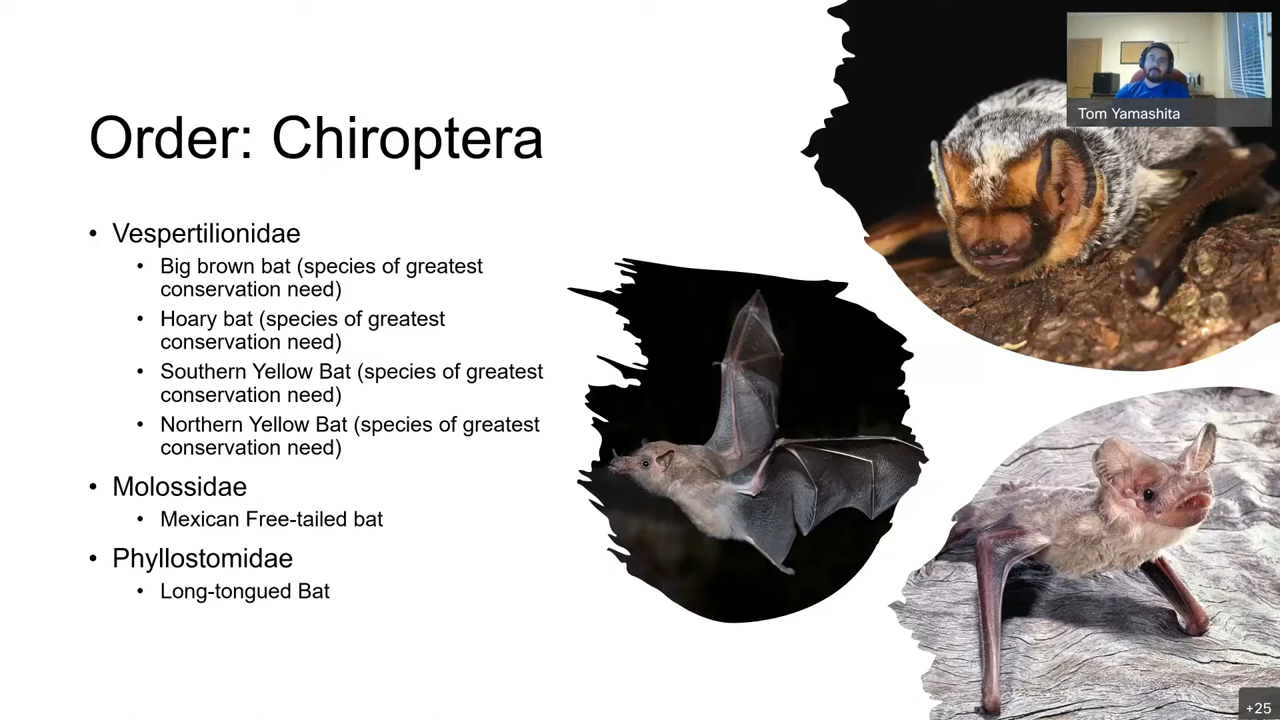 Order: Chiroptera
Tom Yamashita
• Vespertilionidae
• Big brown bat (species of greatest
conservation need)
• Hoary bat (species of greatest
conservation need)
• Southern Yellow Bat (species of greatest
conservation need)
• Northern Yellow Bat (species of greatest
conservation need)
• Molossidae
• Mexican Free-tailed bat
• Phyllostomidae
• Long-tongued Bat
+25